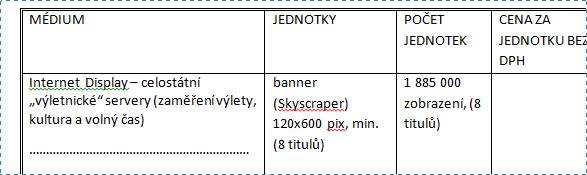 MÉDIUM
JEDNOTKY
POČET
JEDNOTEK
CENA ZA
JEDNOTKU BEZ
DPH
Internet Display – celostátní
„výletnické“ servery (zaměření výlety,
kultura a volný čas)
……………………………………………………………
banner
(Skyscraper)
120x600 pix, min.
(8 titulů)
1 885 000
zobrazení, (8
titulů)